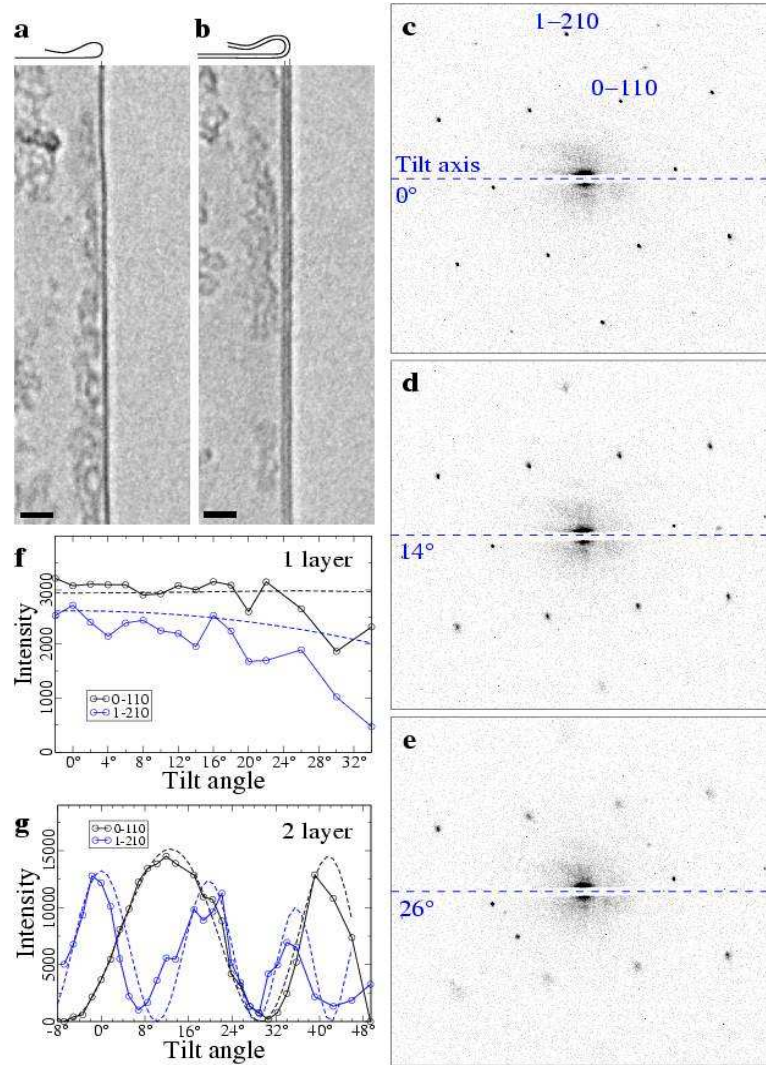 a
b
c
1–210
0–110
Tilt axis
0°
d
14°
e
26°
f
1 layer
Intensity
3000
2000
1000
0
0-110
1-210
0° 4° 8° 12° 16° 20° 24° 28° 32°
Tilt angle
g
2 layer
Intensity
15000
10000
5000
0
0-110
1-210
-8° 0° 8° 16° 24° 32° 40° 48°
Tilt angle